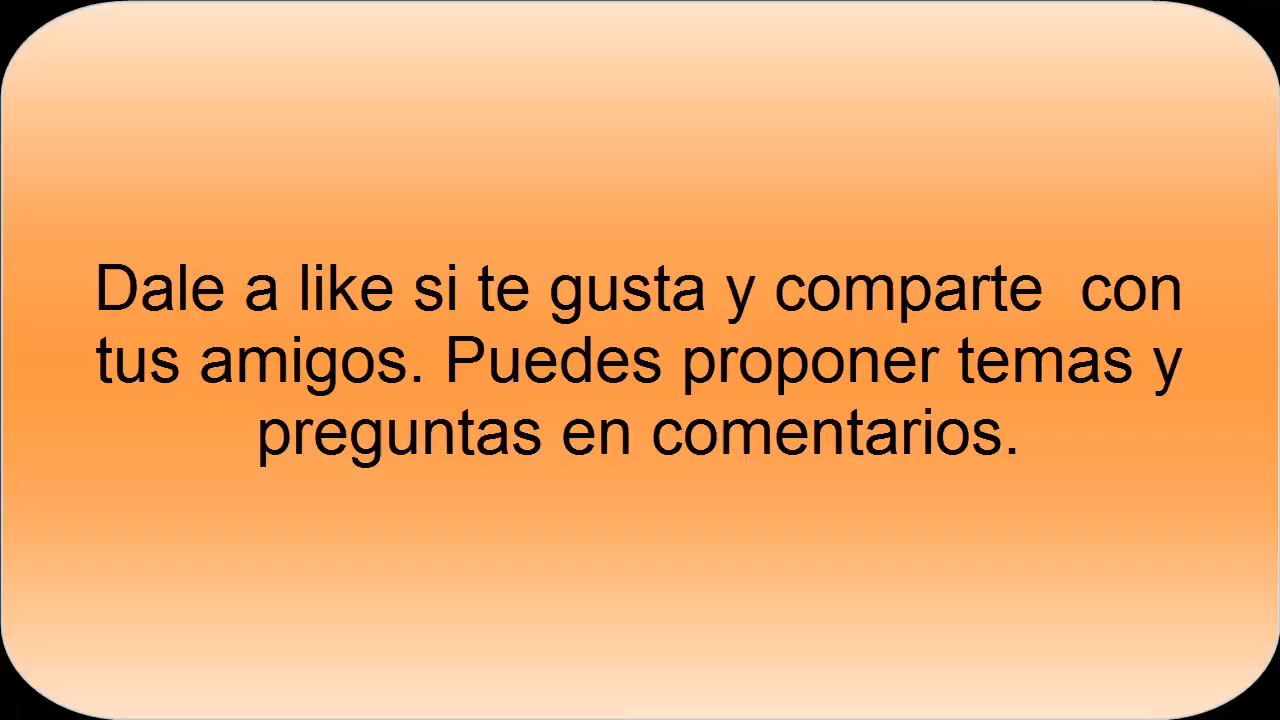 Dale a like si te gusta y comparte  con
tus amigos. Puedes proponer temas y
preguntas en comentarios.